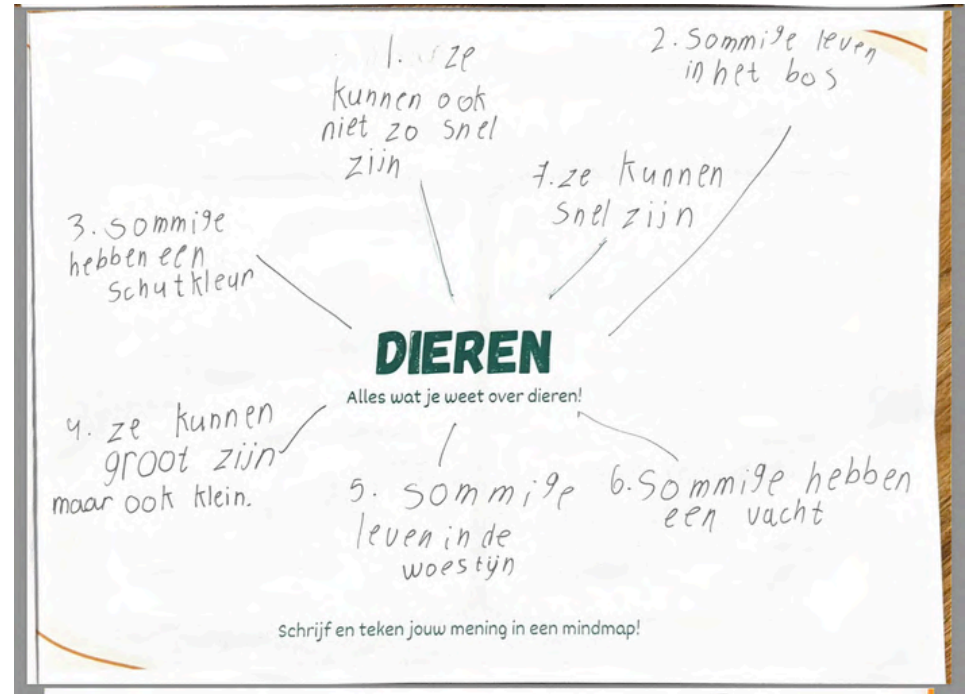 1. ze
kunnen ook
niet zo snel
zijn
2. Sommige leven
in het bos
7. ze kunnen
snel zijn
3. Sommige
hebben een
schutkleur
DIEREN
Alles wat je weet over dieren!
4. ze kunnen
groot zijn
maar ook klein.
5. Sommige
leven in de
woestijn
6. Sommige hebben
een vacht
Schrijf en teken jouw mening in een mindmap!